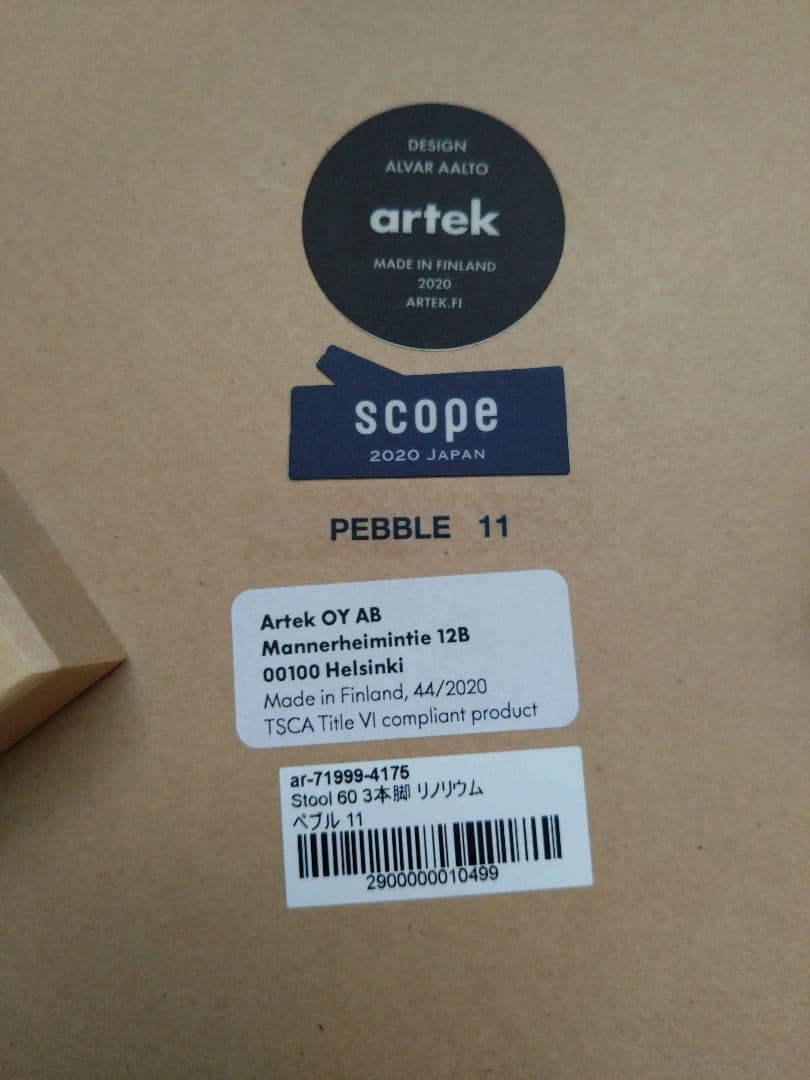 DESIGN
ALVAR AALTO
artek
MADE IN FINLAND
2020
ARTEK.FI
scope
2020 JAPAN
PEBBLE 11
Artek OY AB
Mannerheimintie 12B
00100 Helsinki
Made in Finland, 44/2020
TSCA Title VI compliant product
ar-71999-4175
Stool 60 3本脚 リノリウム
ペブル 11
2900000010499